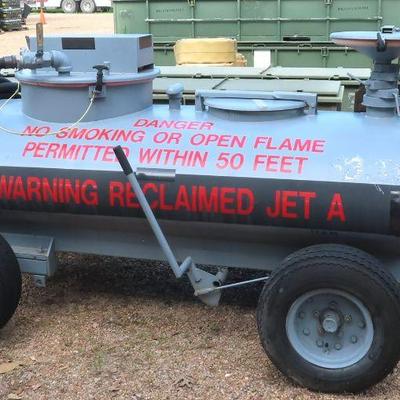 DANGER
NO SMOKING OR OPEN FLAME
PERMITTED WITHIN 50 FEET
WARNING RECLAIMED JET A